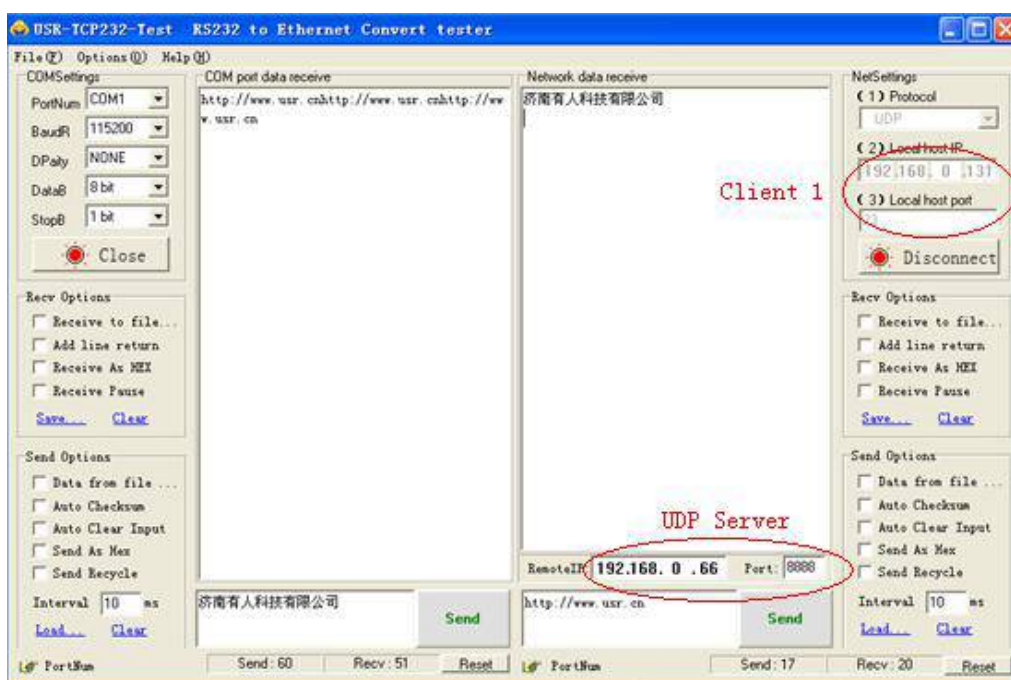 USR-TCP232-Test RS232 to Ethernet Convert tester
File(F) Options(O) Help(H)
COMSettings
PortNum COM1
BaudR 115200
DPaity NONE
DataB 8 bit
StopB 1 bit
Close
Recv Options
Receive to file...
Add line return
Receive As HEX
Receive Pause
Save... Clear
Send Options
Data from file ...
Auto Checksum
Auto Clear Input
Send As Hex
Send Recycle
Interval 10 ms
Load... Clear
COM port data receive
http://www.usr.cnhttp://www.usr.cnhttp://ww
w.usr.cn
济南有人科技有限公司
Send
Network data receive
济南有人科技有限公司
Client 1
UDP Server
RemoteIP 192.168. 0 .66 Port: 8888
http://www.usr.cn
Send
NetSettings
(1) Protocol
UDP
(2) Local host IP
192.168. 0 .131
(3) Local host port
Disconnect
Recv Options
Receive to file...
Add line return
Receive As HEX
Receive Pause
Save... Clear
Send Options
Data from file ...
Auto Checksum
Auto Clear Input
Send As Hex
Send Recycle
Interval 10 ms
Load... Clear
PortNum Send : 60 Recv : 51 Reset
PortNum Send : 17 Recv : 20 Reset